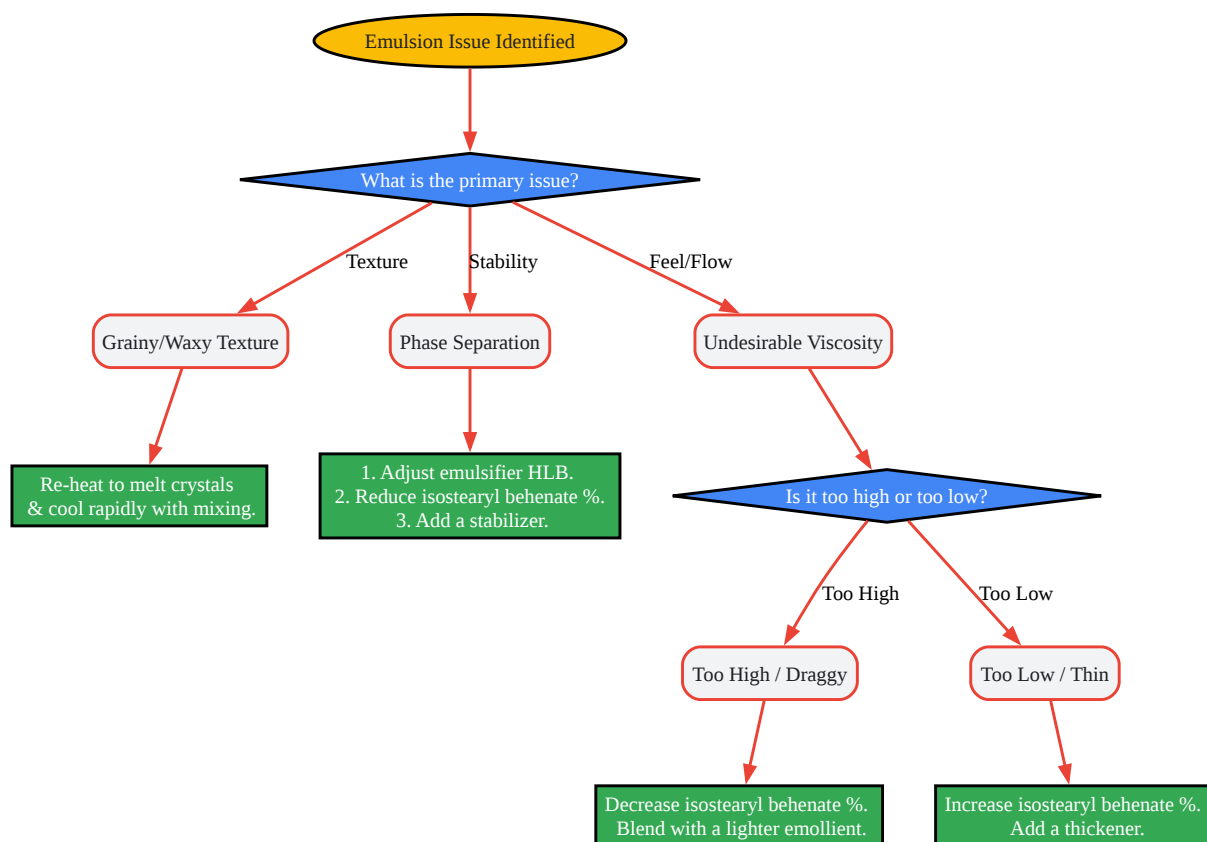 Emulsion Issue Identified
What is the primary issue?
Texture
Stability
Feel/Flow
Grainy/Waxy Texture
Phase Separation
Undesirable Viscosity
Re-heat to melt crystals
& cool rapidly with mixing.
1. Adjust emulsifier HLB.
2. Reduce isostearyl behenate %.
3. Add a stabilizer.
Is it too high or too low?
Too High
Too Low
Too High / Draggy
Too Low / Thin
Decrease isostearyl behenate %.
Blend with a lighter emollient.
Increase isostearyl behenate %.
Add a thickener.